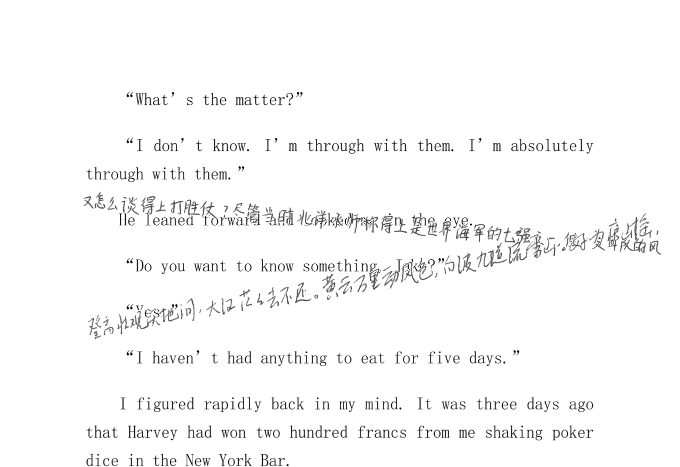 “What’s the matter?”
“I don’t know. I’m through with them. I’m absolutely
through with them.”
又怎么谈得上打胜仗？尽管当时北洋水师称得上是世界海军的七强
He leaned forward and looked me in the eye.
“Do you want to know something, Jack?”
登高壮观天地间，大江茫茫去不还。黄云万里动风色，白波九道流雪山。
“Yes.”
“I haven’t had anything to eat for five days.”
I figured rapidly back in my mind. It was three days ago
that Harvey had won two hundred francs from me shaking poker
dice in the New York Bar.